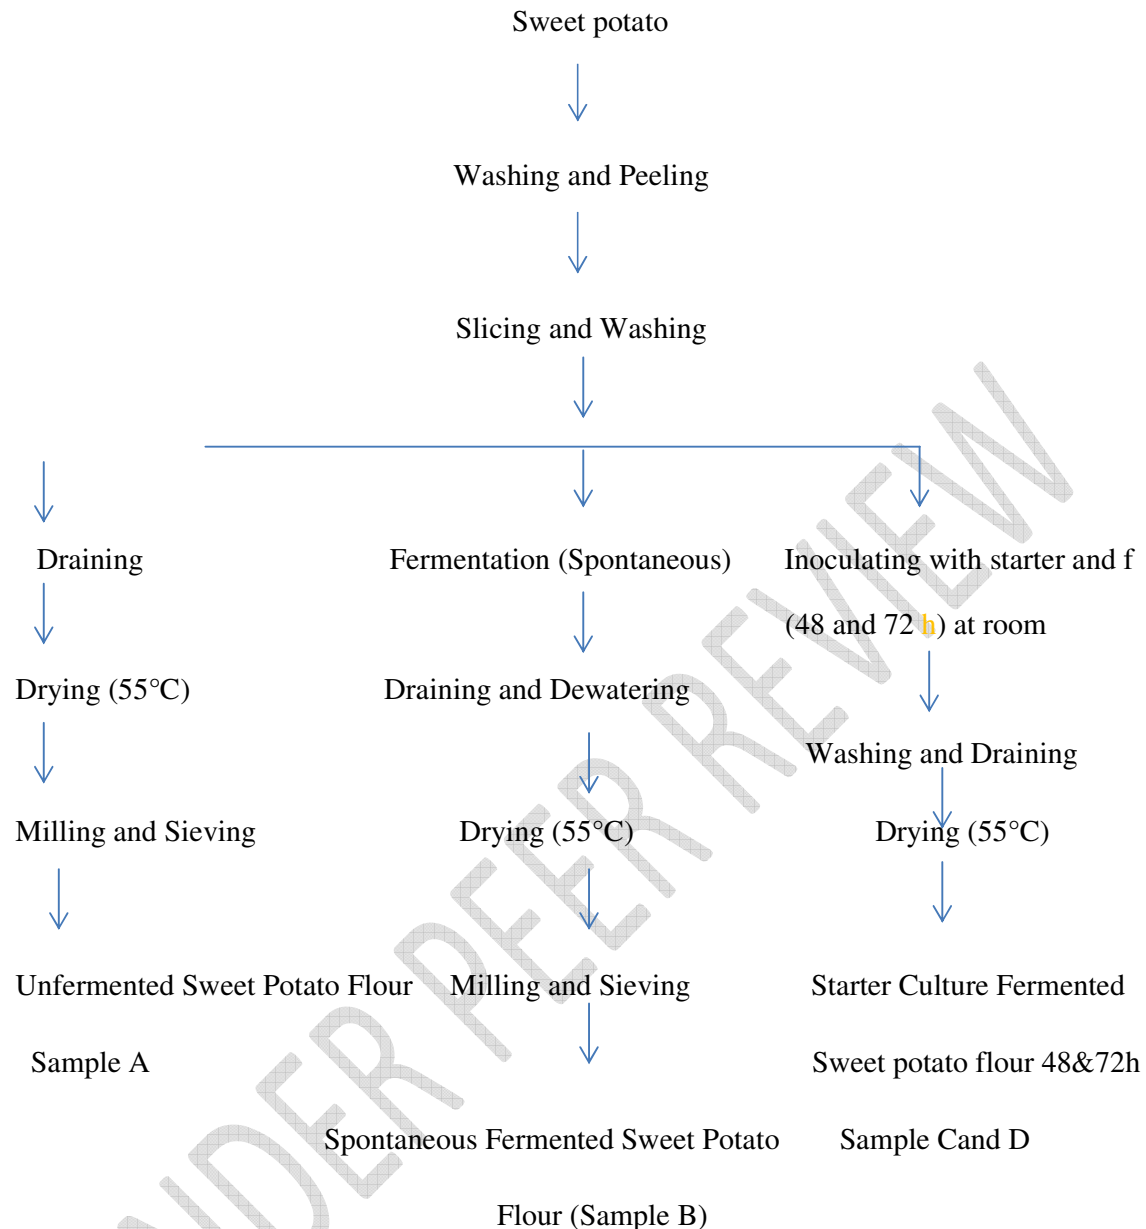 Sweet potato
Washing and Peeling
Slicing and Washing
Draining
Fermentation (Spontaneous)
Inoculating with starter and f
(48 and 72 h) at room
Drying (55°C)
Draining and Dewatering
Washing and Draining
Milling and Sieving
Drying (55°C)
Drying (55°C)
Unfermented Sweet Potato Flour
Milling and Sieving
Starter Culture Fermented
Sample A
Sweet potato flour 48&72h
Spontaneous Fermented Sweet Potato
Sample Cand D
Flour (Sample B)
NDER PEER REVIEW